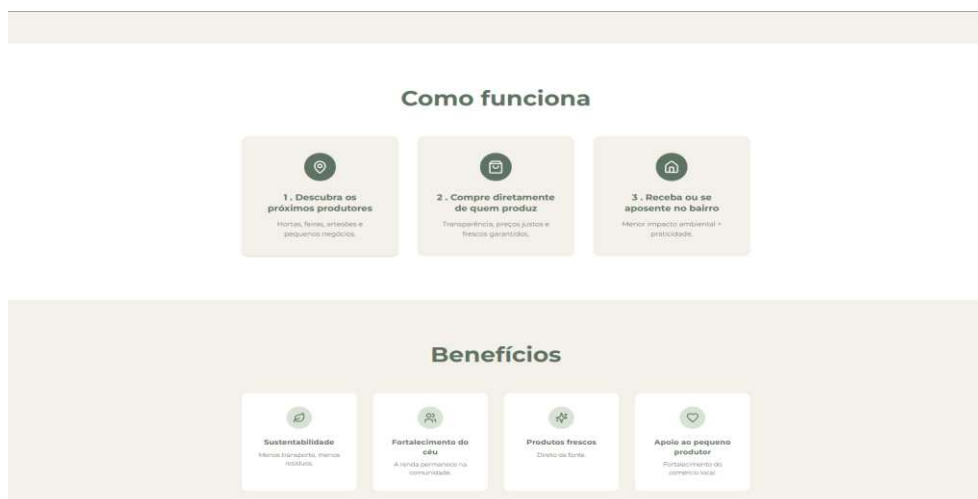 Como funciona
1 . Descubra os
próximos produtores
Hortas, feiras, artesões e
pequenos negócios.
2 . Compre diretamente
de quem produz
Transparência, preços justos e
frescos garantidos.
3 . Receba ou se
aposente no bairro
Menor impacto ambiental +
praticidade.
Benefícios
Sustentabilidade
Menos transporte, menos
resíduos.
Fortalecimento do
céu
A renda permanece na
comunidade.
Produtos frescos
Direto da fonte.
Apoio ao pequeno
produtor
Fortalecimento do
comércio local